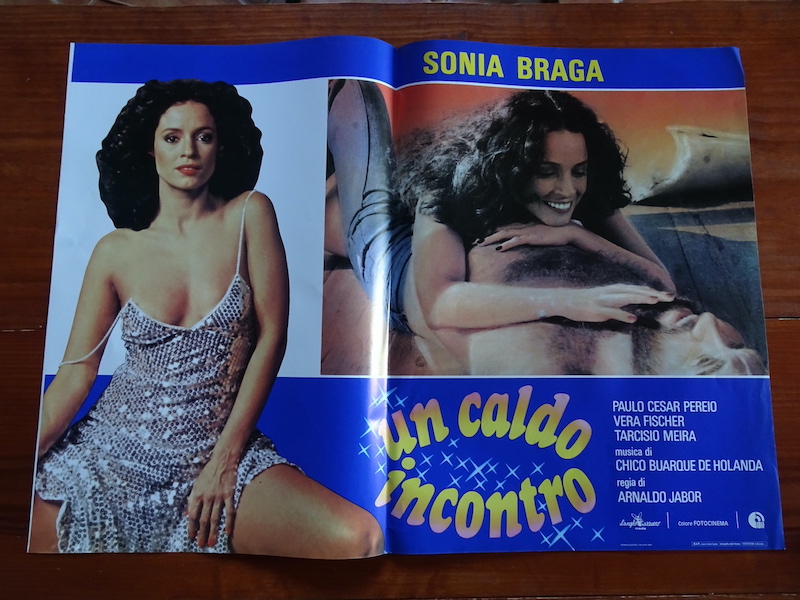 SONIA BRAGA
un caldo
incontro
PAULO CESAR PEREIO
VERA FISCHER
TARCISIO MEIRA
musica di
CHICO BUARQUE DE HOLANDA
regia di
ARNALDO JABOR
Colore FOTOCINEMA